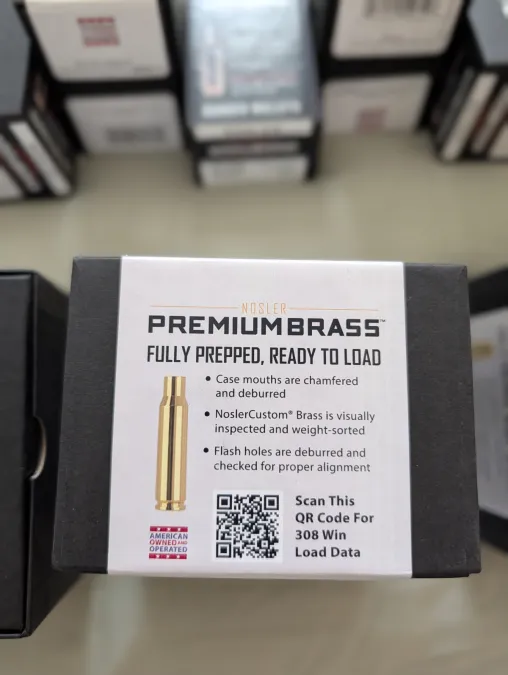 NOSLER
PREMIUMBRASS™
FULLY PREPPED, READY TO LOAD
• Case mouths are chamfered
and deburred
• NoslerCustom® Brass is visually
inspected and weight-sorted
• Flash holes are deburred and
checked for proper alignment
AMERICAN
OWNED AND
OPERATED
Scan This
QR Code For
308 Win
Load Data